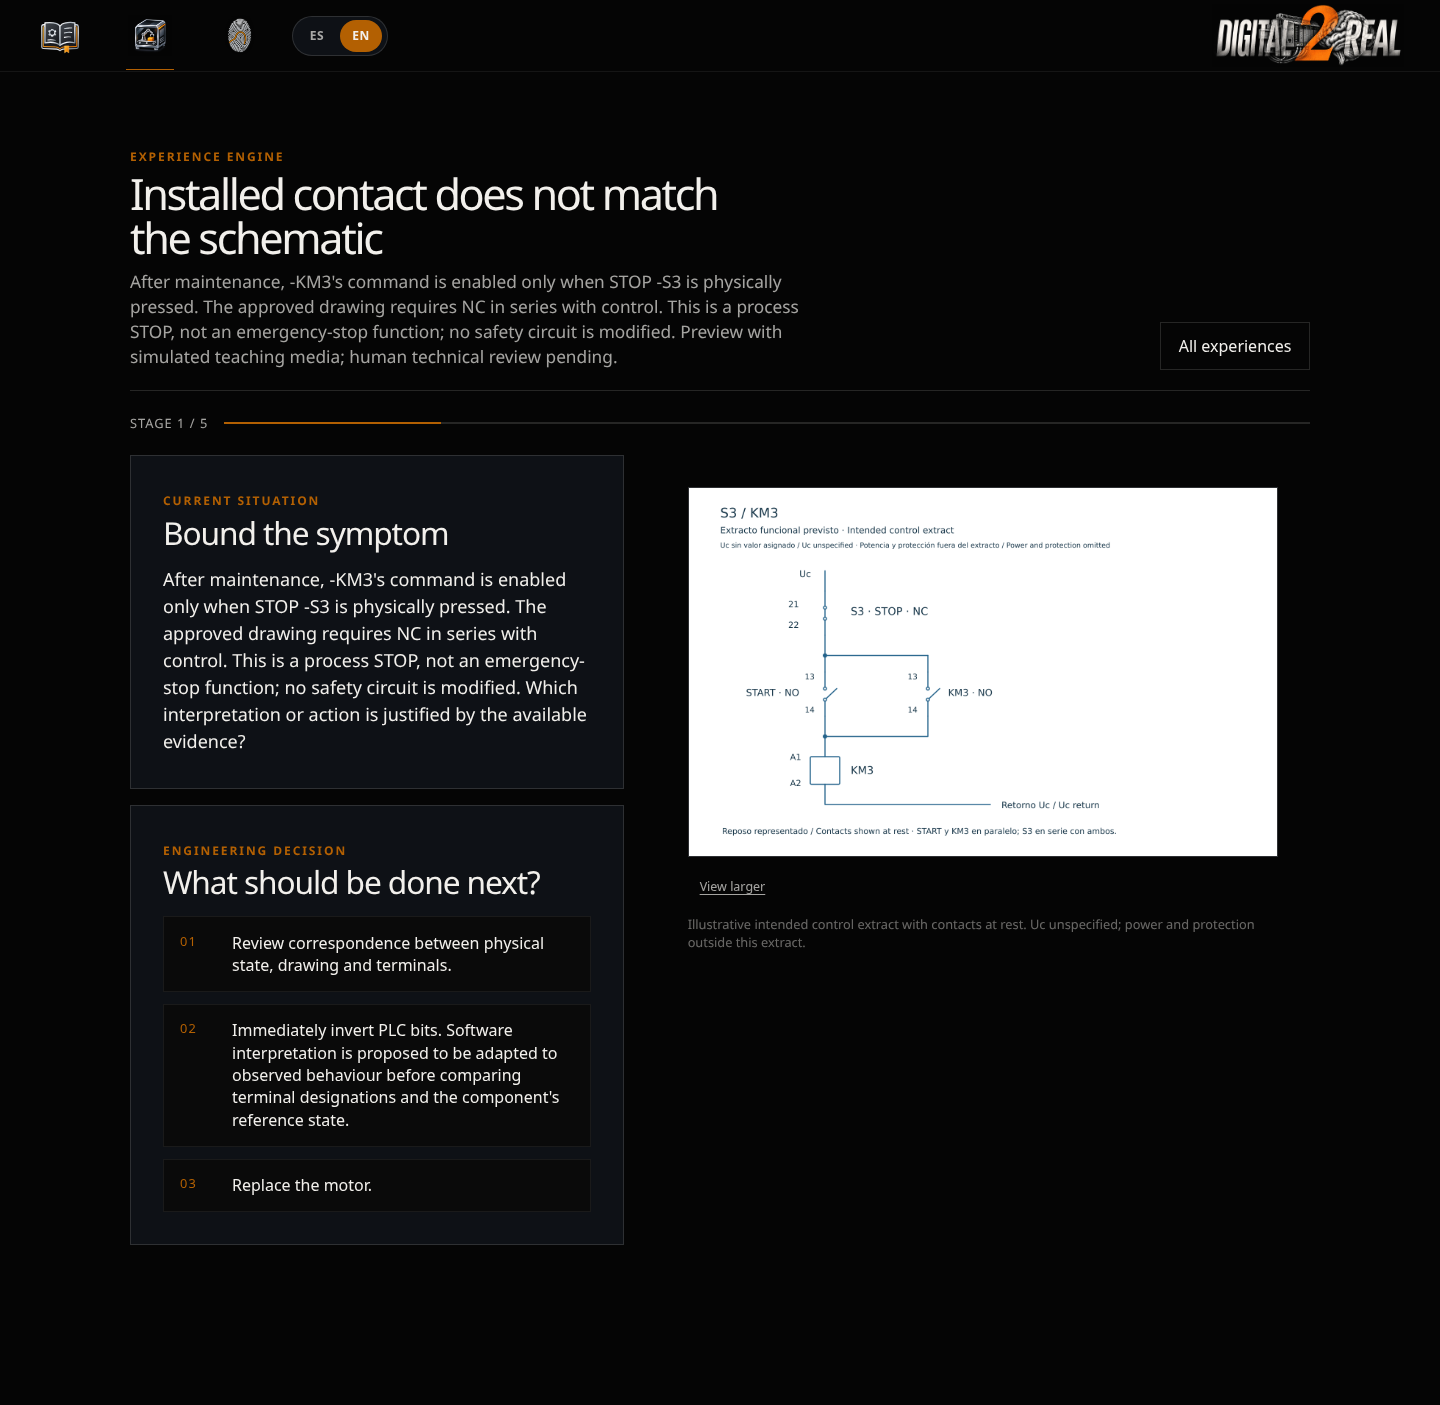 ES
EN
DIGITAL 2 REAL
EXPERIENCE ENGINE
Installed contact does not match
the schematic
After maintenance, -KM3's command is enabled only when STOP -S3 is physically
pressed. The approved drawing requires NC in series with control. This is a process
STOP, not an emergency-stop function; no safety circuit is modified. Preview with
simulated teaching media; human technical review pending.
All experiences
STAGE 1 / 5
CURRENT SITUATION
Bound the symptom
After maintenance, -KM3's command is enabled
only when STOP -S3 is physically pressed. The
approved drawing requires NC in series with
control. This is a process STOP, not an emergency-
stop function; no safety circuit is modified. Which
interpretation or action is justified by the available
evidence?
ENGINEERING DECISION
What should be done next?
01
Review correspondence between physical
state, drawing and terminals.
02
Immediately invert PLC bits. Software
interpretation is proposed to be adapted to
observed behaviour before comparing
terminal designations and the component's
reference state.
03
Replace the motor.
S3 / KM3
Extracto funcional previsto · Intended control extract
Uc sin valor asignado / Uc unspecified · Potencia y protección fuera del extracto / Power and protection omitted
Uc
21
22
S3 · STOP · NC
13
START · NO
14
13
KM3 · NO
14
A1
A2
KM3
Retorno Uc / Uc return
Reposo representado / Contacts shown at rest · START y KM3 en paralelo; S3 en serie con ambos.
View larger
Illustrative intended control extract with contacts at rest. Uc unspecified; power and protection
outside this extract.